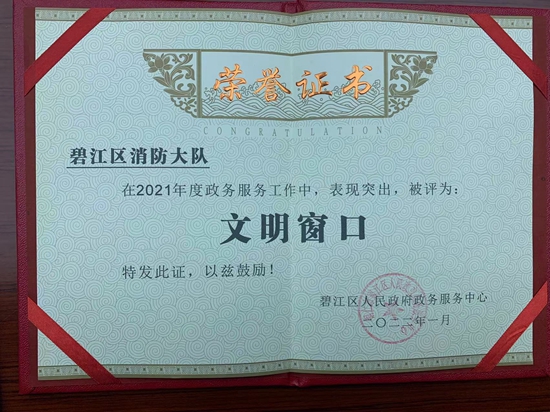 荣誉证书
CONGRATULATION
碧江区消防大队
在2021年度政务服务工作中，表现突出，被评为：
文明窗口
特发此证，以兹鼓励！
碧江区人民政府政务服务中心
二〇二二年一月